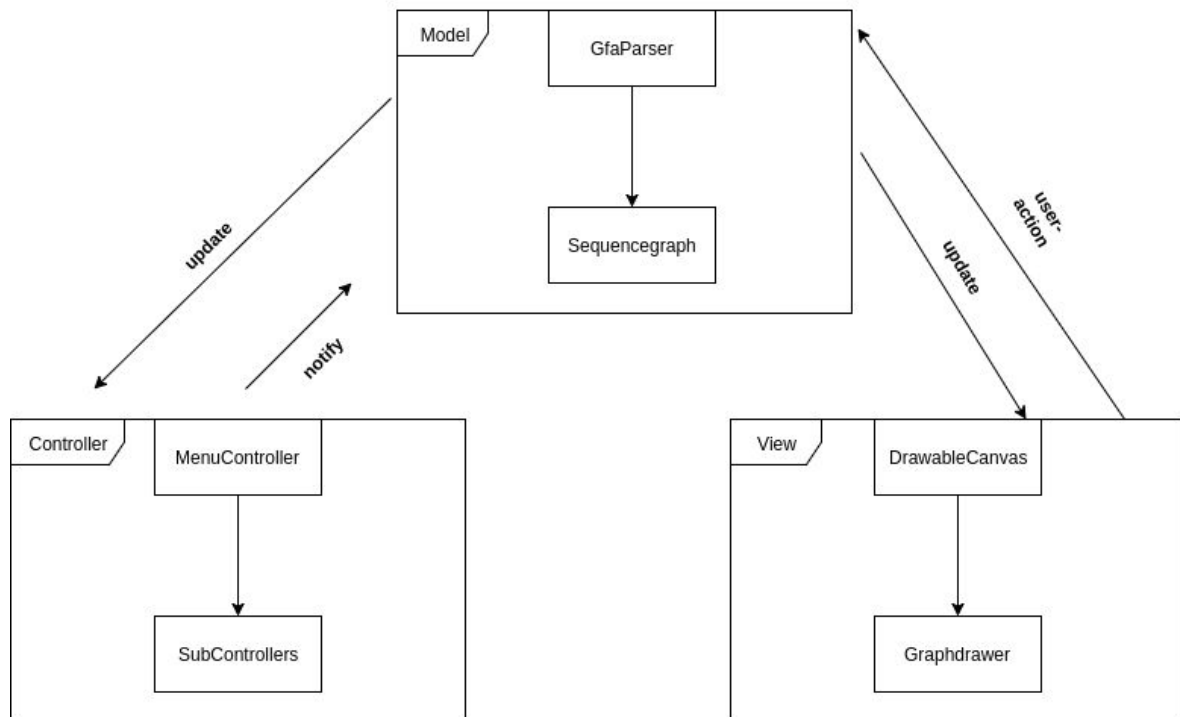 Model
GfaParser
Sequencegraph
update
notify
user-
action
update
Controller
MenuController
SubControllers
View
DrawableCanvas
Graphdrawer